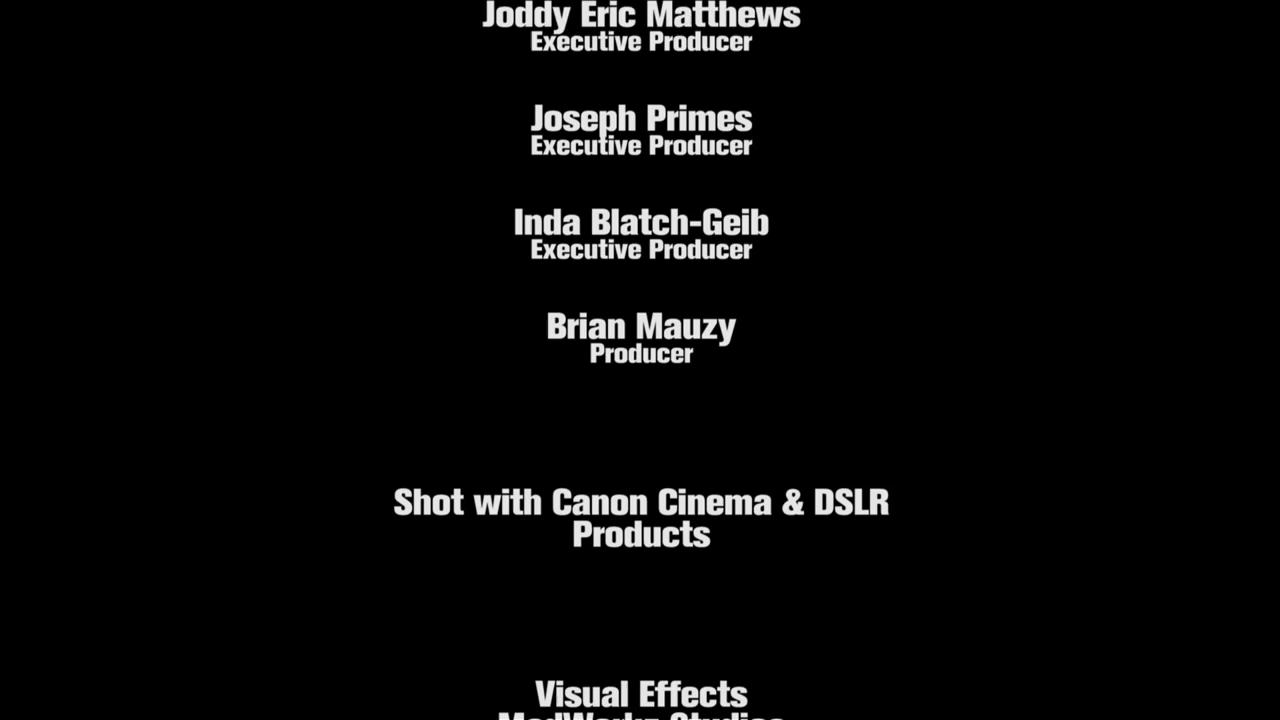 Joddy Eric Matthews
Executive Producer
Joseph Primes
Executive Producer
Inda Blatch-Geib
Executive Producer
Brian Mauzy
Producer
Shot with Canon Cinema & DSLR
Products
Visual Effects
Studios